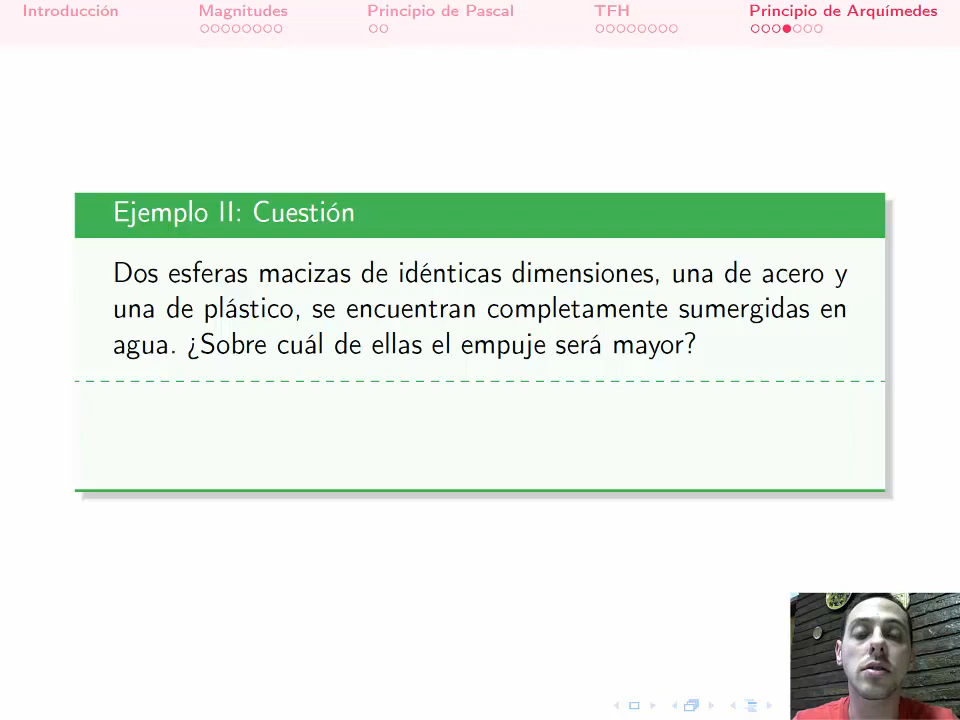 Introducción Magnitudes Principio de Pascal TFH Principio de Arquímedes
Ejemplo II: Cuestión
Dos esferas macizas de idénticas dimensiones, una de acero y
una de plástico, se encuentran completamente sumergidas en
agua. ¿Sobre cuál de ellas el empuje será mayor?